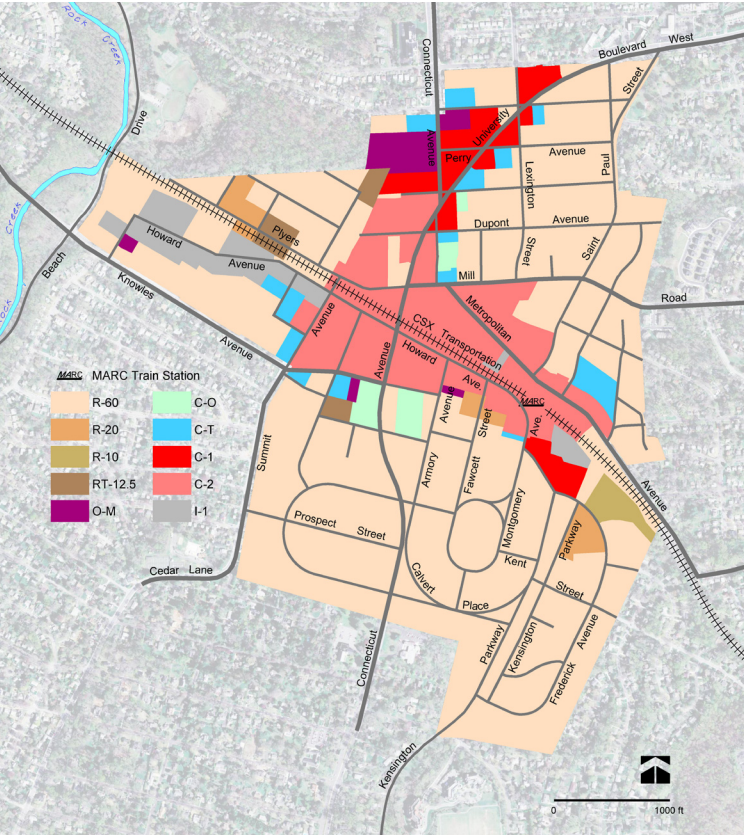 Rock Creek
Connecticut
Boulevard West
Street
Drive
University
Avenue
Perry
Avenue
Lexington
Paul
Plyers
Dupont Avenue
Howard
Avenue
Street
Saint
Creek
Beach
Knowles
Mill
Road
Metropolitan
Avenue
CSX Transportation
Avenue
Howard
Avenue
Ave.
MARC
MARC MARC Train Station
Avenue
Street
Ave.
R-60 C-O
R-20 C-T
R-10 C-1
RT-12.5 C-2
O-M I-1
Rock
Summit
Armory
Fawcett
Montgomery
Avenue
Prospect Street
Parkway
Kent
Cedar Lane
Calvert
Place
Street
Connecticut
Parkway
Kensington
Avenue
Frederick
Kensington
0 1000 ft